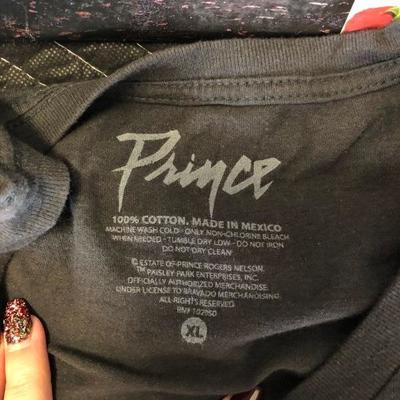 Prince
100% COTTON. MADE IN MEXICO
MACHINE WASH COLD - ONLY NON-CHLORINE BLEACH
WHEN NEEDED - TUMBLE DRY LOW - DO NOT IRON
DO NOT DRY CLEAN
© ESTATE OF PRINCE ROGERS NELSON.
™ PAISLEY PARK ENTERPRISES, INC.
OFFICIALLY AUTHORIZED MERCHANDISE
UNDER LICENSE TO BRAVADO MERCHANDISING.
ALL RIGHTS RESERVED.
RN# 102950
XL